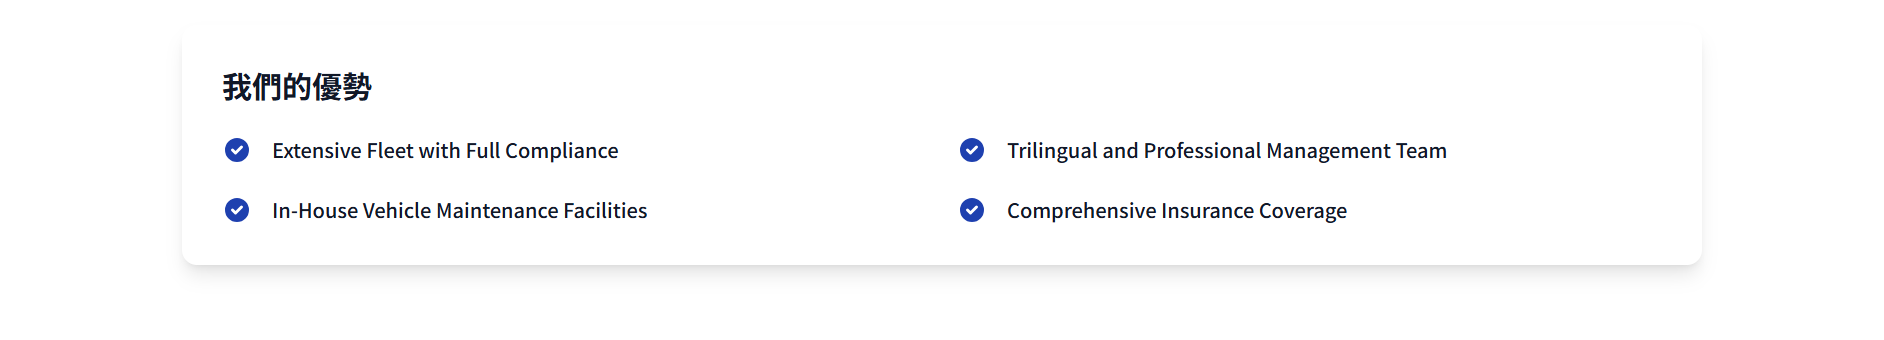 我們的優勢
Extensive Fleet with Full Compliance
Trilingual and Professional Management Team
In-House Vehicle Maintenance Facilities
Comprehensive Insurance Coverage